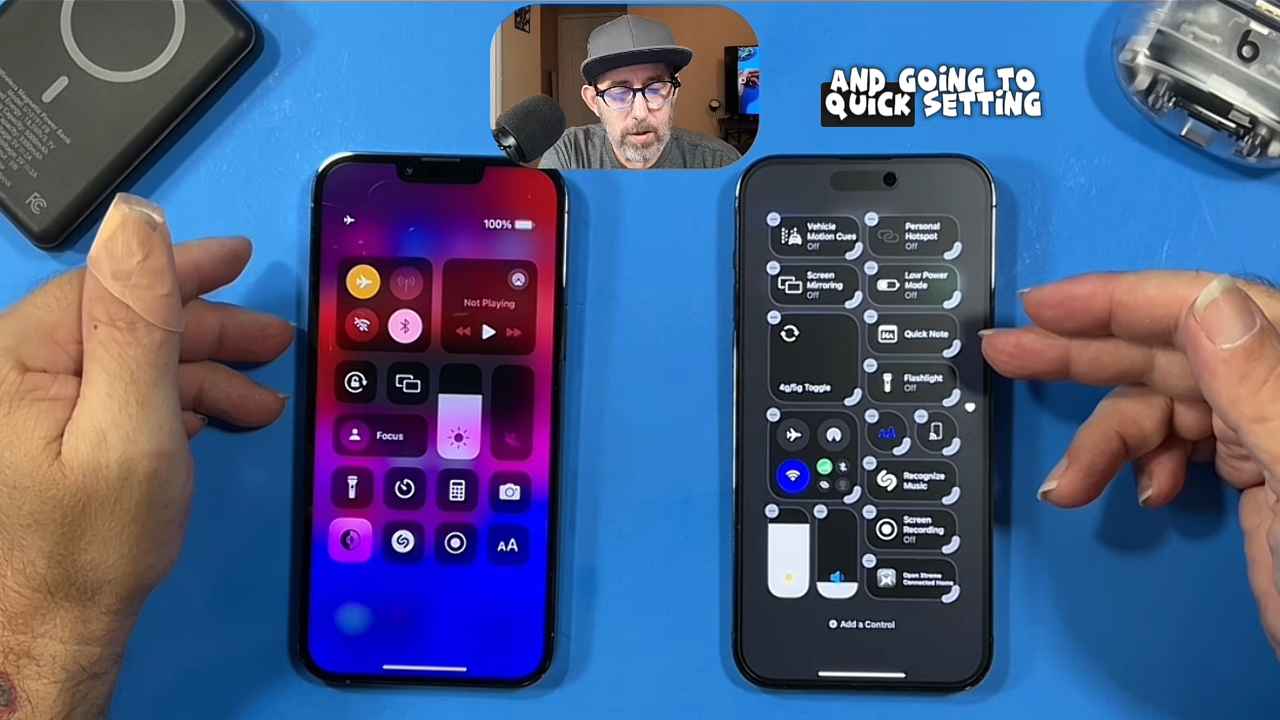 AND GOING TO
QUICK SETTING
100%
Not Playing
Focus
AA
Vehicle
Motion Cues
Off
Personal
Hotspot
Off
Screen
Mirroring
Off
Low Power
Mode
Off
Quick Note
4g/5g Toggle
Flashlight
Off
Recognize
Music
Screen
Recording
Off
Open Xtreme
Connected Home
Add a Control